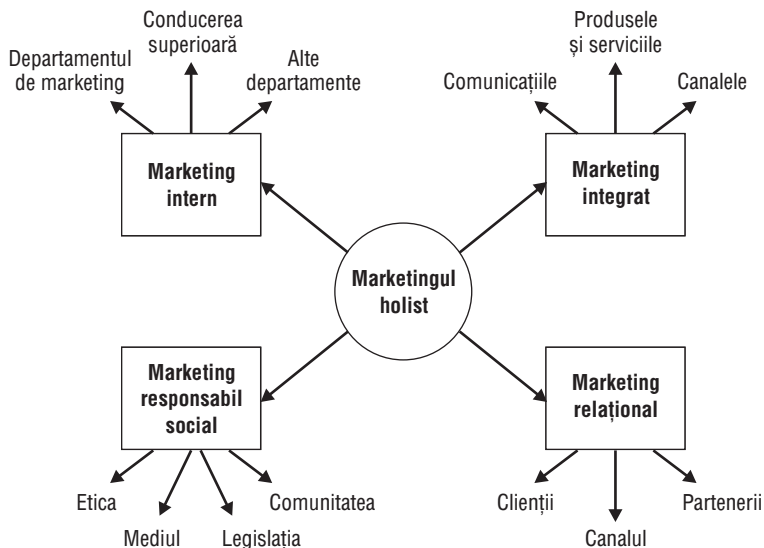 Conducerea
superioară
Departamentul
de marketing
Alte
departamente
Marketing
intern
Produsele
și serviciile
Comunicațiile
Canalele
Marketing
integrat
Marketingul
holist
Marketing
responsabil
social
Etica
Mediul
Legislația
Comunitatea
Marketing
relațional
Clienții
Canalul
Partenerii